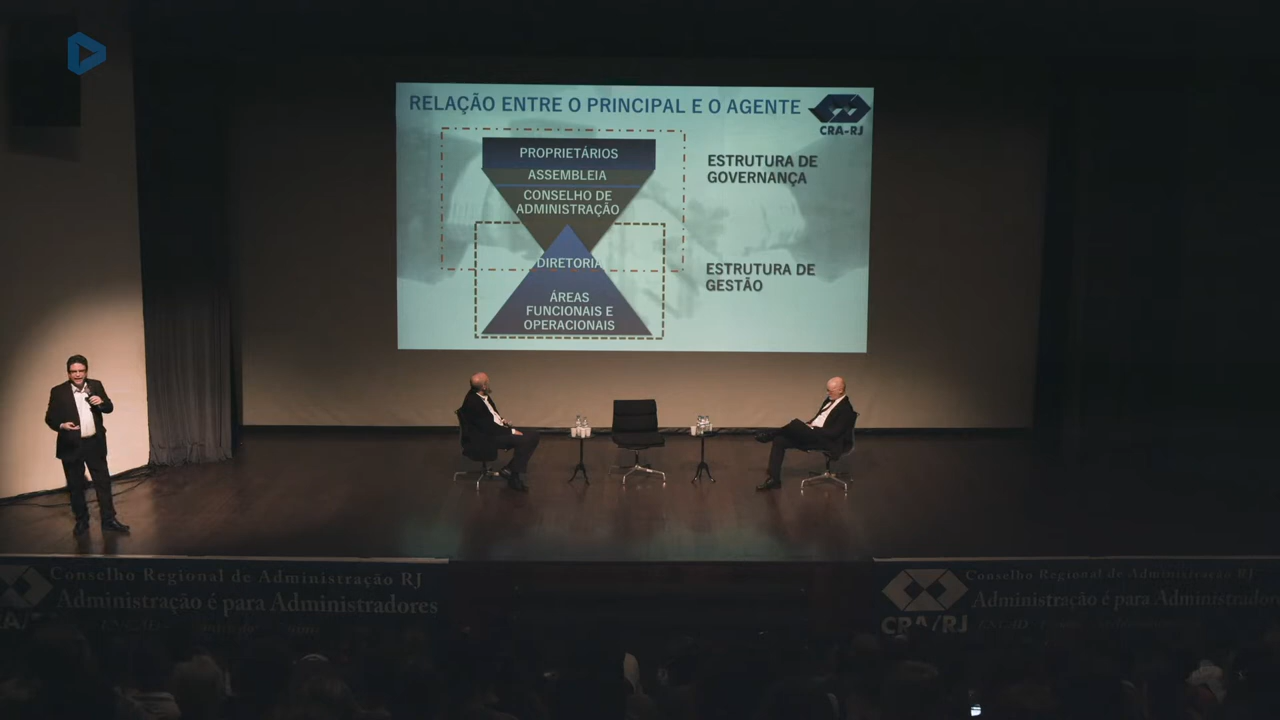 RELAÇÃO ENTRE O PRINCIPAL E O AGENTE
CRA-RJ
PROPRIETÁRIOS
ASSEMBLEIA
CONSELHO DE
ADMINISTRAÇÃO
ESTRUTURA DE
GOVERNANÇA
DIRETORIA
ÁREAS
FUNCIONAIS E
OPERACIONAIS
ESTRUTURA DE
GESTÃO
Conselho Regional de Administração RJ
Administração é para Administradores
Conselho Regional de Administração RJ
Administração é para Administradores
CRA/RJ